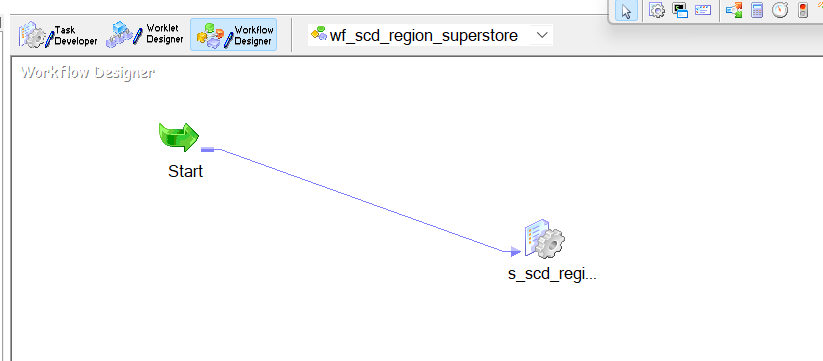 Task Developer
Worklet Designer
Workflow Designer
wf_scd_region_superstore
Workflow Designer
Start
s_scd_regi...